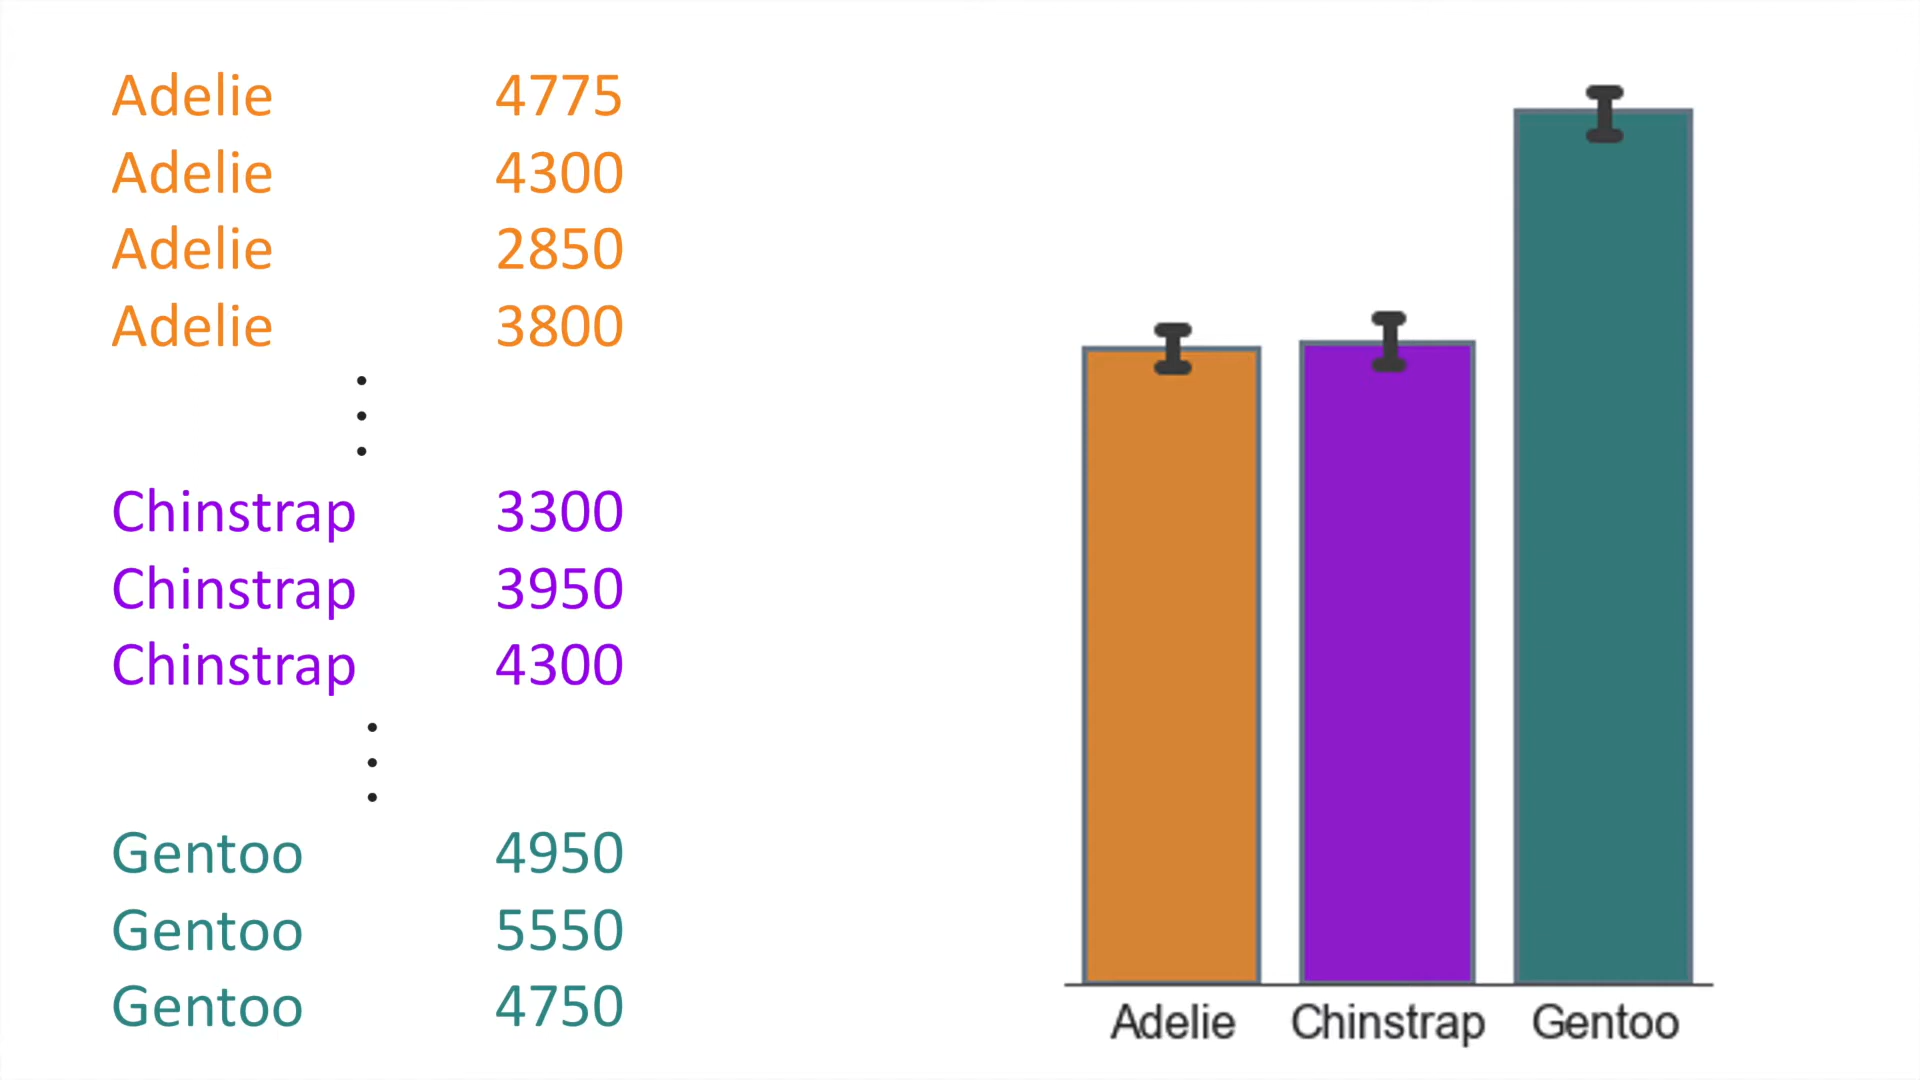 Adelie 4775
Adelie 4300
Adelie 2850
Adelie 3800
Chinstrap 3300
Chinstrap 3950
Chinstrap 4300
Gentoo 4950
Gentoo 5550
Gentoo 4750
Adelie Chinstrap Gentoo